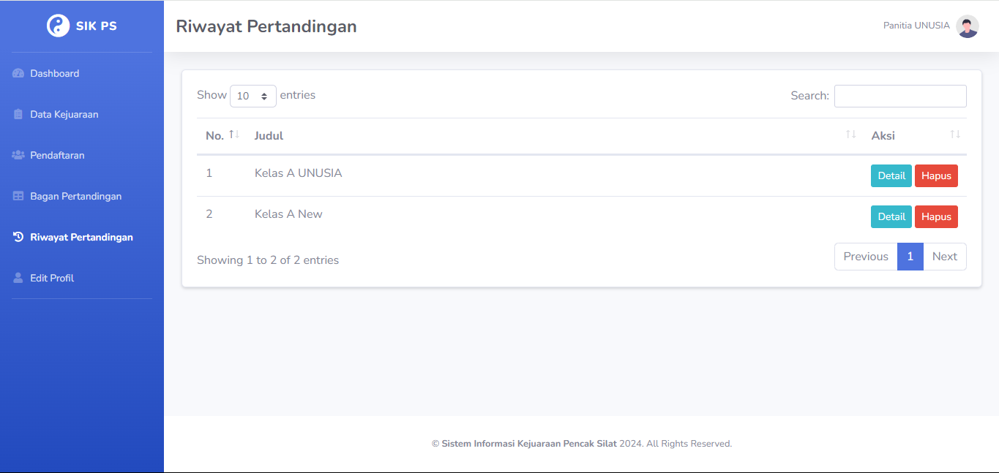 SIK PS
Dashboard
Data Kejuaraan
Pendaftaran
Bagan Pertandingan
Riwayat Pertandingan
Edit Profil
Riwayat Pertandingan
Panitia UNUSIA
Show 10 entries
Search:
No. Judul Aksi
1 Kelas A UNUSIA Detail Hapus
2 Kelas A New Detail Hapus
Showing 1 to 2 of 2 entries
Previous 1 Next
© Sistem Informasi Kejuaraan Pencak Silat 2024. All Rights Reserved.